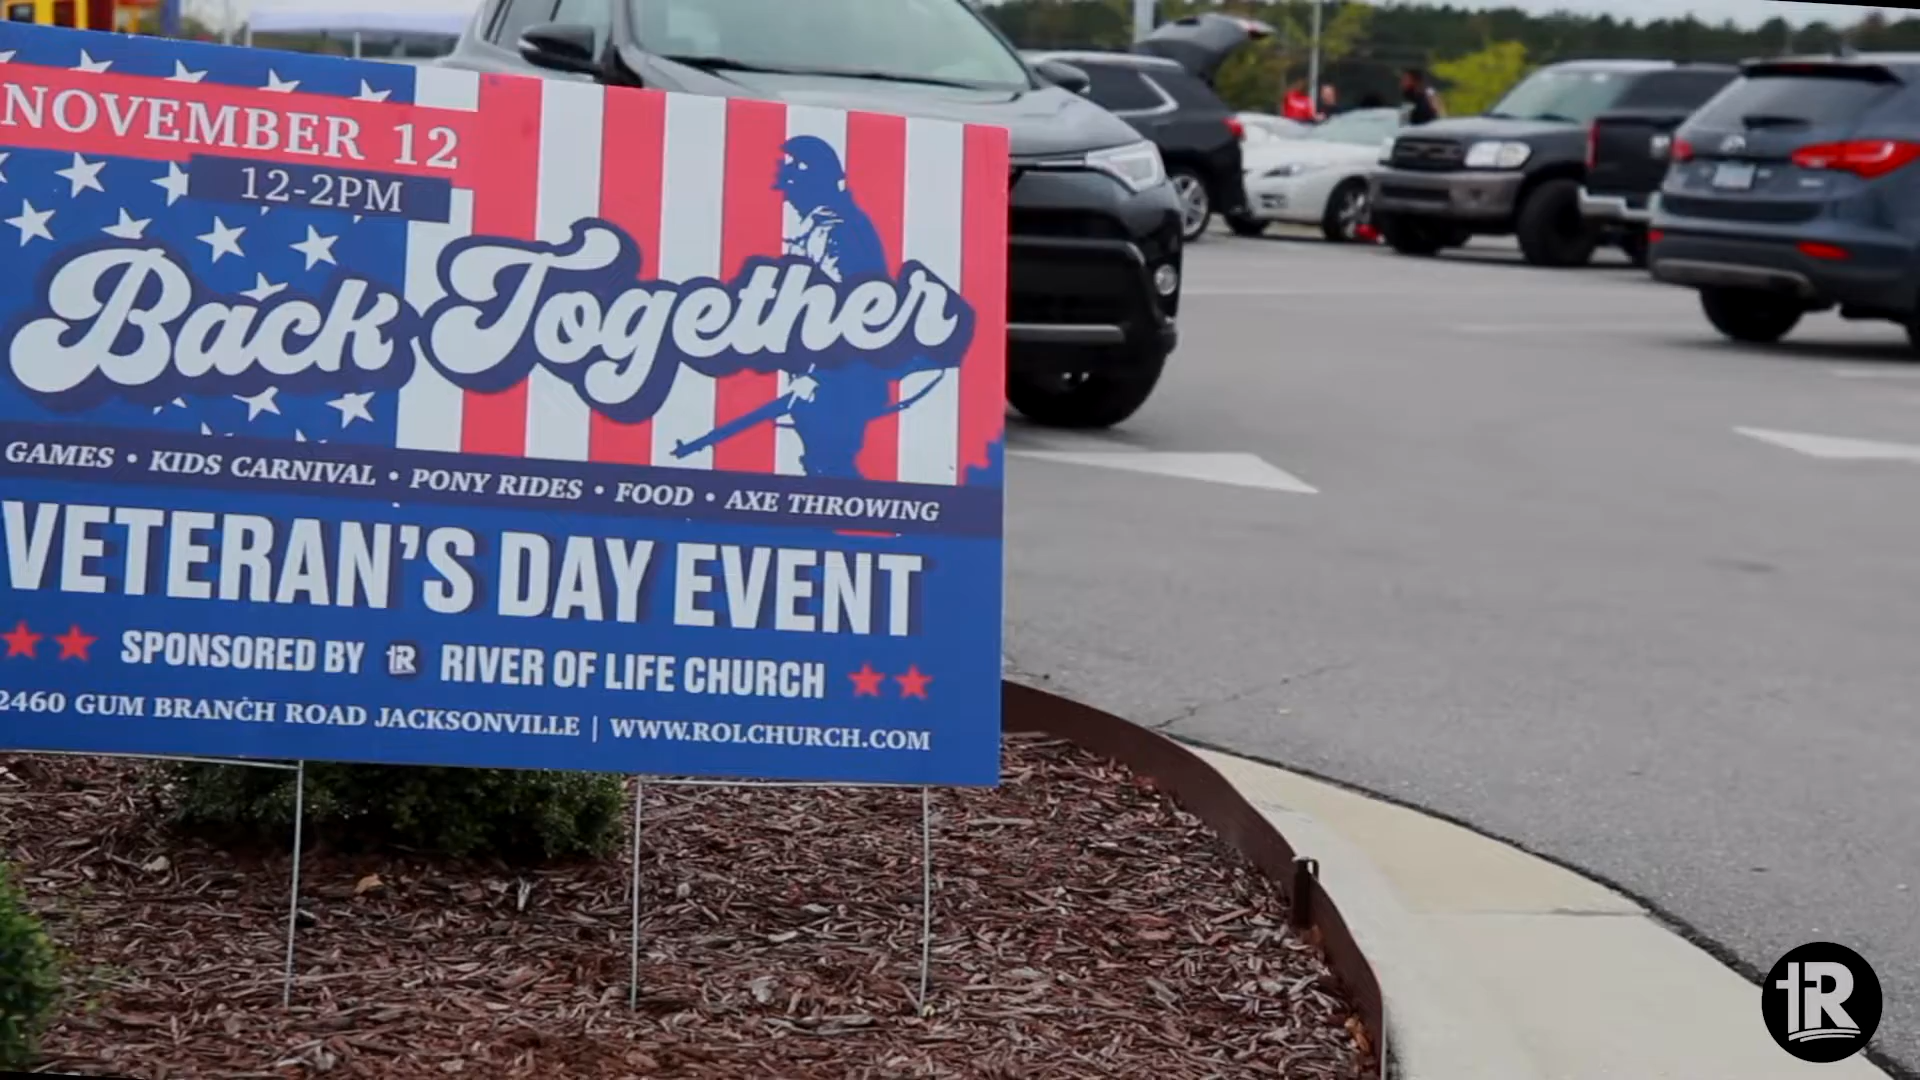 NOVEMBER 12
12-2PM
Back Together
GAMES • KIDS CARNIVAL • PONY RIDES • FOOD • AXE THROWING
VETERAN'S DAY EVENT
SPONSORED BY R RIVER OF LIFE CHURCH
2460 GUM BRANCH ROAD JACKSONVILLE | WWW.ROLCHURCH.COM
R